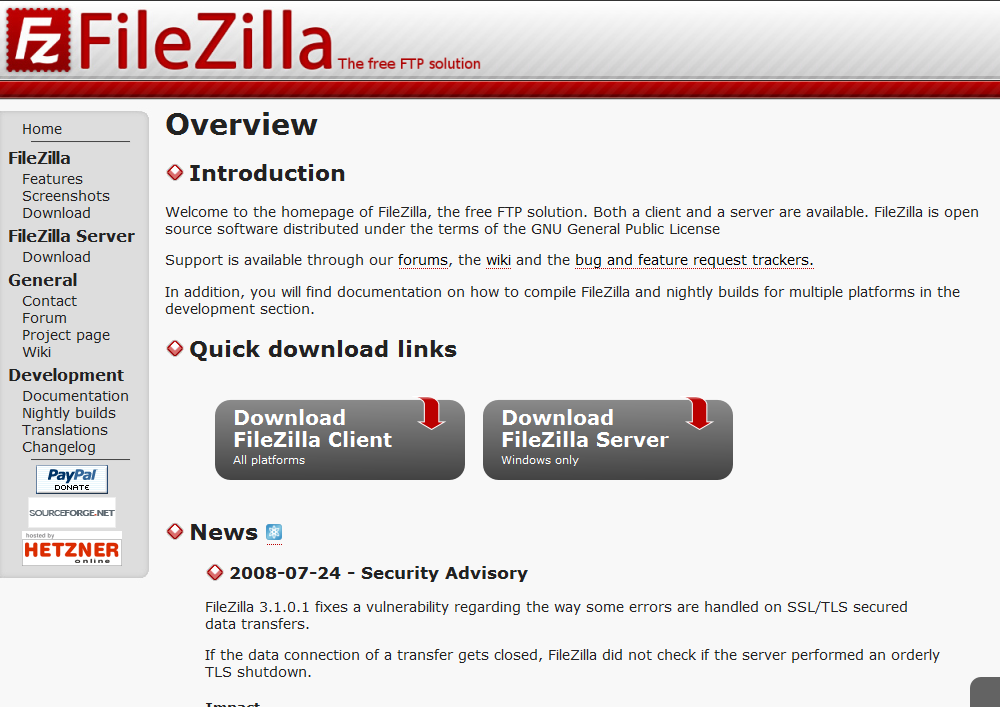 Fz FileZilla The free FTP solution
Home
FileZilla
Features
Screenshots
Download
FileZilla Server
Download
General
Contact
Forum
Project page
Wiki
Development
Documentation
Nightly builds
Translations
Changelog
PayPal
DONATE
SOURCEFORGE.NET
hosted by
HETZNER
online
Overview
Introduction
Welcome to the homepage of FileZilla, the free FTP solution. Both a client and a server are available. FileZilla is open
source software distributed under the terms of the GNU General Public License
Support is available through our forums, the wiki and the bug and feature request trackers.
In addition, you will find documentation on how to compile FileZilla and nightly builds for multiple platforms in the
development section.
Quick download links
Download
FileZilla Client
All platforms
Download
FileZilla Server
Windows only
News
2008-07-24 - Security Advisory
FileZilla 3.1.0.1 fixes a vulnerability regarding the way some errors are handled on SSL/TLS secured
data transfers.
If the data connection of a transfer gets closed, FileZilla did not check if the server performed an orderly
TLS shutdown.
Impact